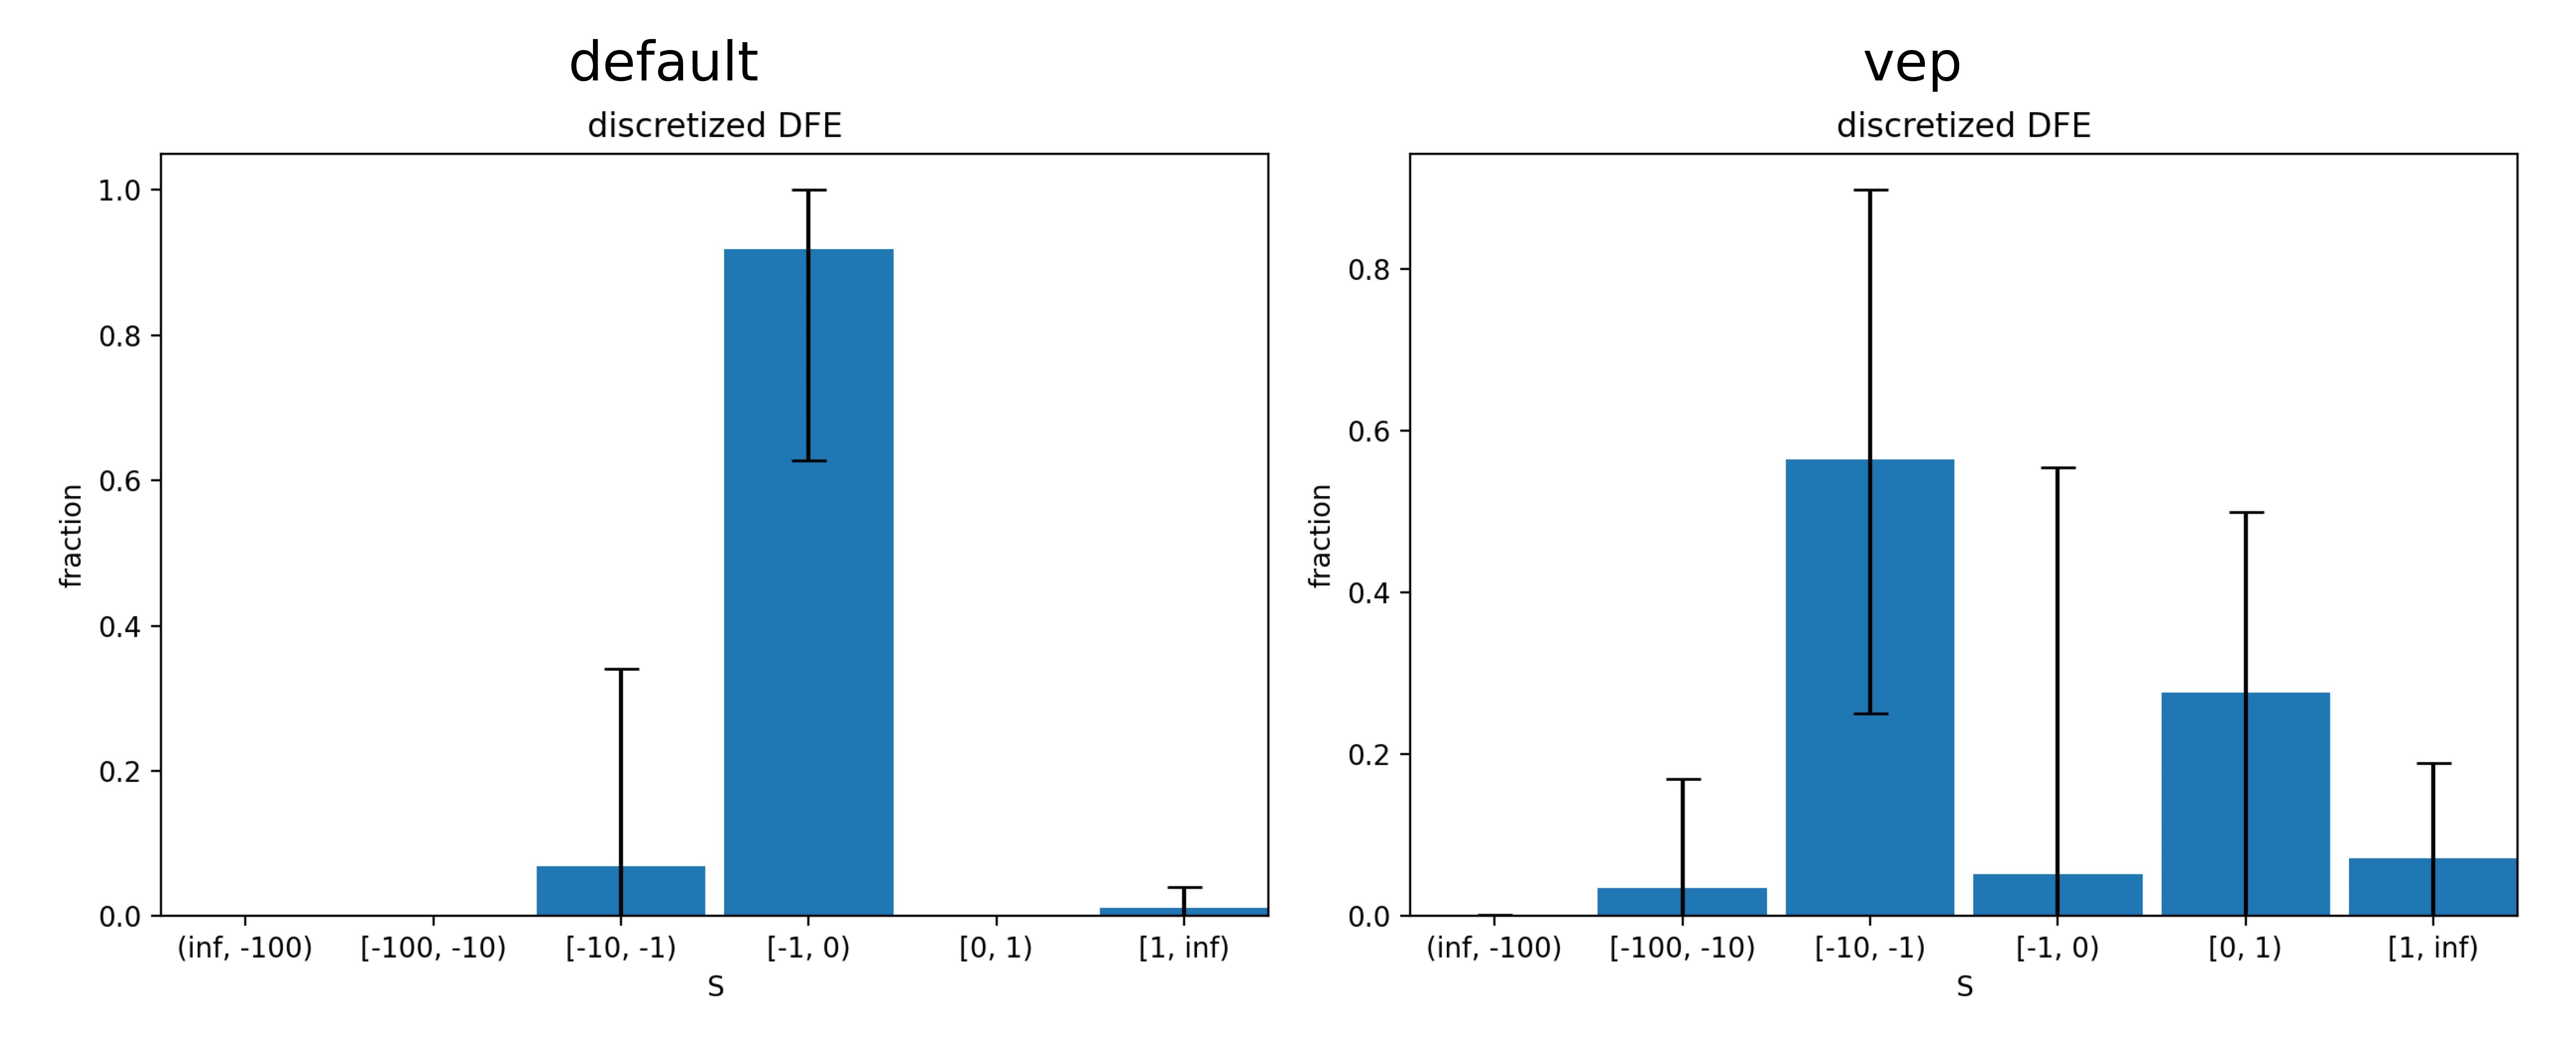 default
discretized DFE
1.0
0.8
0.6
0.4
0.2
0.0
fraction
(inf, -100)
[-100, -10)
[-10, -1)
[-1, 0)
[0, 1)
[1, inf)
S
vep
discretized DFE
0.8
0.6
0.4
0.2
0.0
fraction
(inf, -100)
[-100, -10)
[-10, -1)
[-1, 0)
[0, 1)
[1, inf)
S